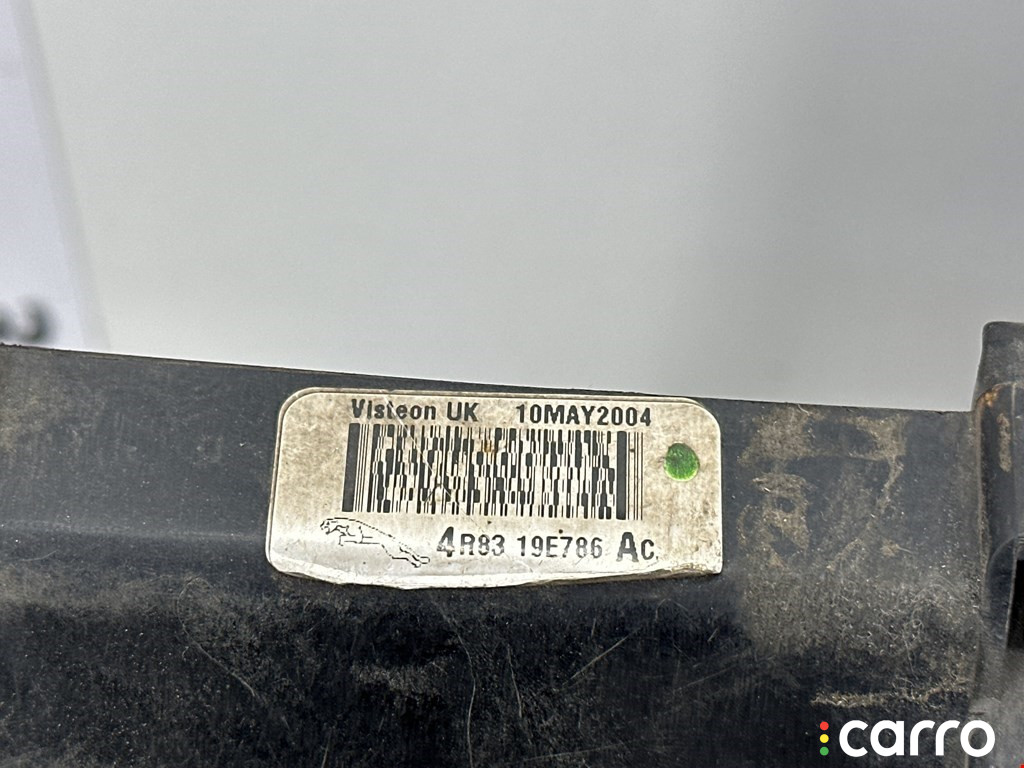 Visteon UK 10MAY2004
4R83 19E786 AC
carro